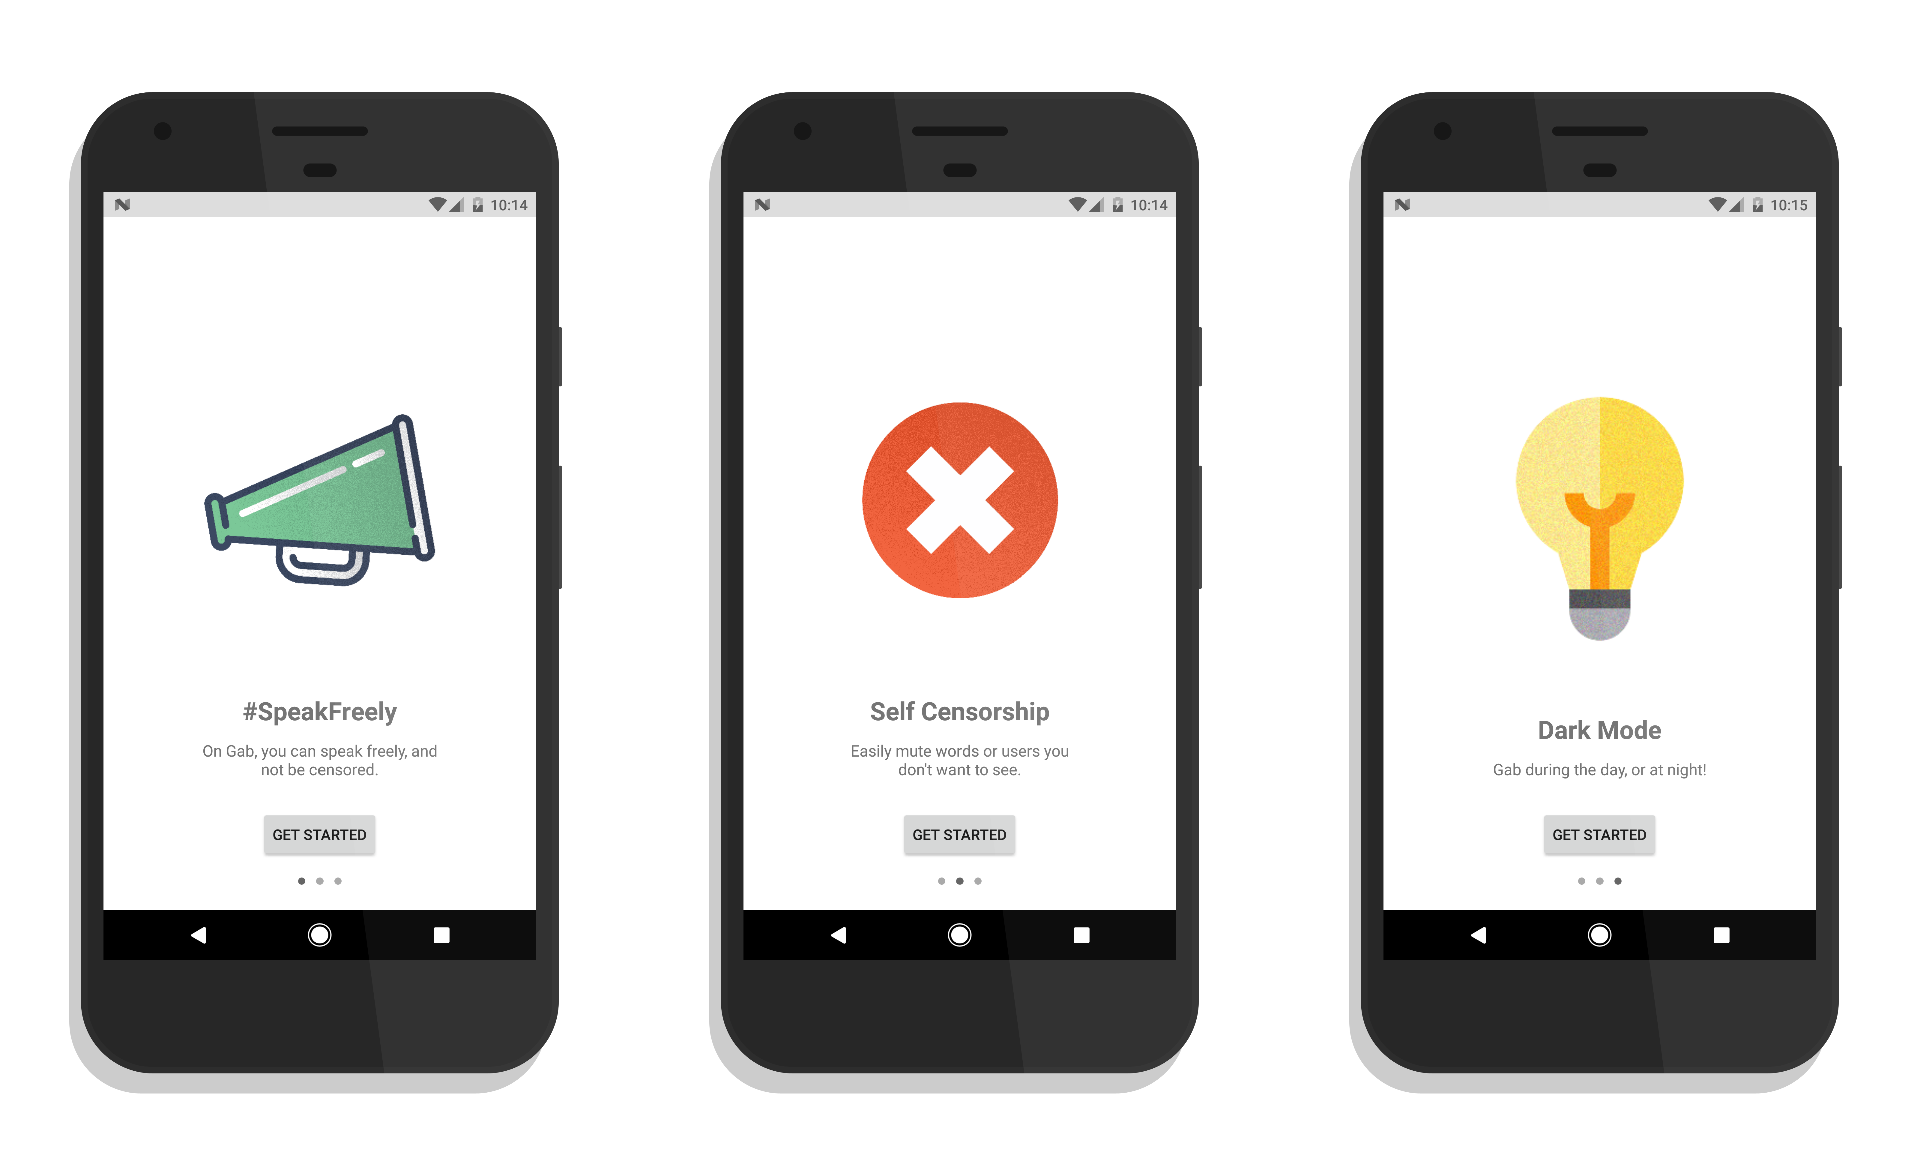 10:14
#SpeakFreely
On Gab, you can speak freely, and
not be censored.
GET STARTED
10:14
Self Censorship
Easily mute words or users you
don't want to see.
GET STARTED
10:15
Dark Mode
Gab during the day, or at night!
GET STARTED